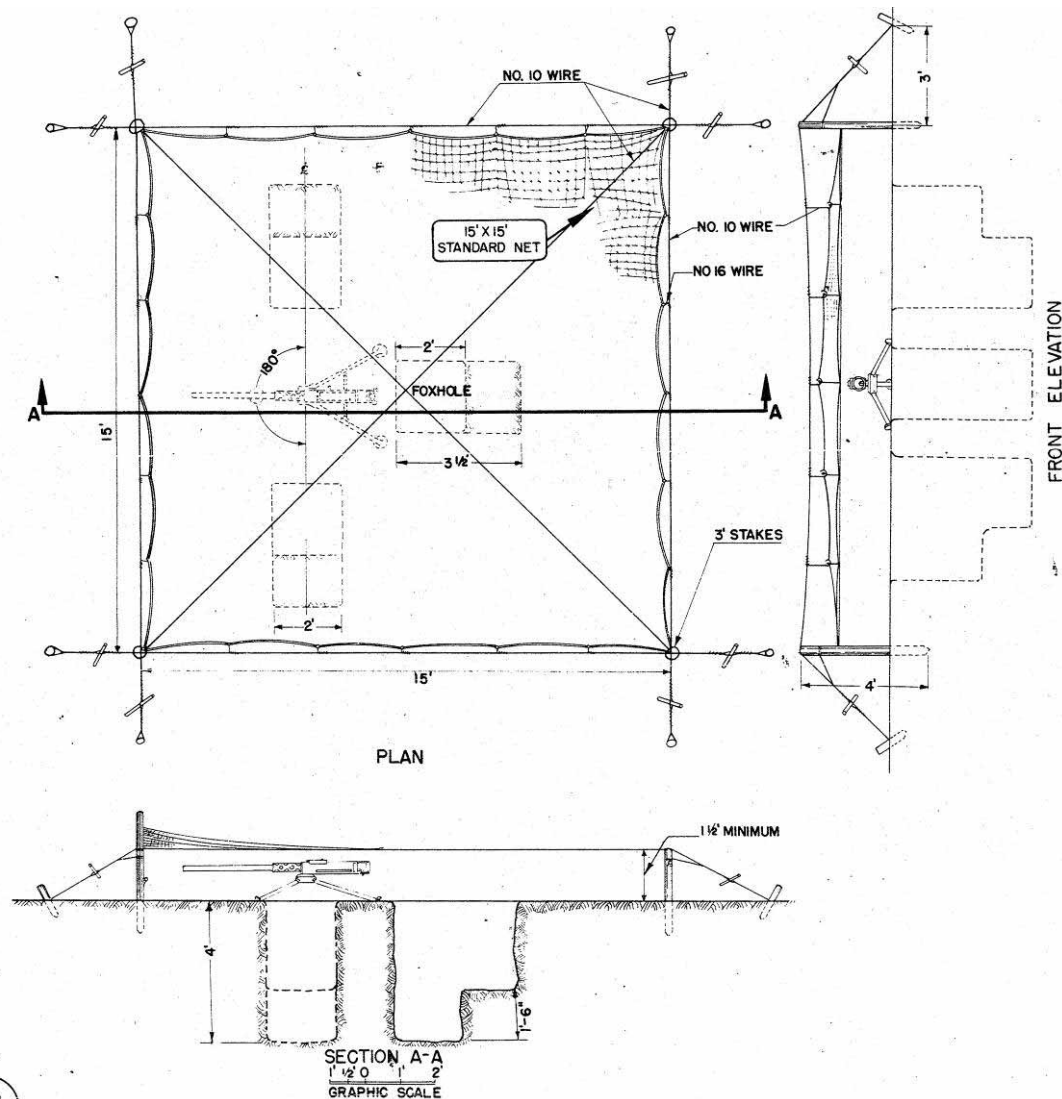 NO. 10 WIRE
3'
15' X 15'
STANDARD NET
NO. 10 WIRE
NO 16 WIRE
180°
2'
FOXHOLE
A
A
15'
3 ½'
FRONT ELEVATION
3' STAKES
2'
15'
4'
PLAN
1 ½' MINIMUM
4'
1'-6"
SECTION A-A
1' ½' 0 1' 2'
GRAPHIC SCALE